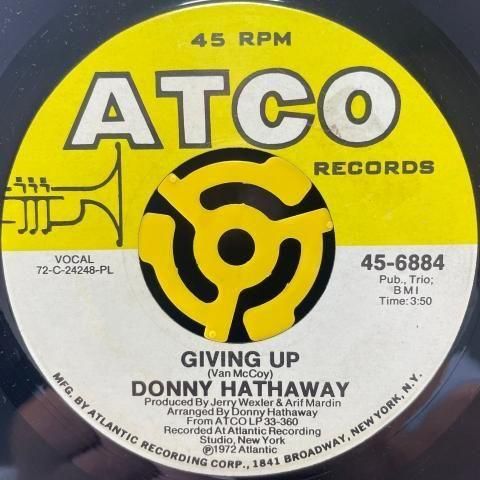 45 RPM
ATCO
RECORDS
VOCAL
72-C-24248-PL
45-6884
Pub., Trio;
BMI
Time: 3:50
GIVING UP
(Van McCoy)
DONNY HATHAWAY
Produced By Jerry Wexler & Arif Mardin
Arranged By Donny Hathaway
From ATCO LP 33-360
Recorded At Atlantic Recording
Studio, New York
Ⓟ1972 Atlantic
MFG. BY ATLANTIC RECORDING CORP., 1841 BROADWAY, NEW YORK, N.Y.